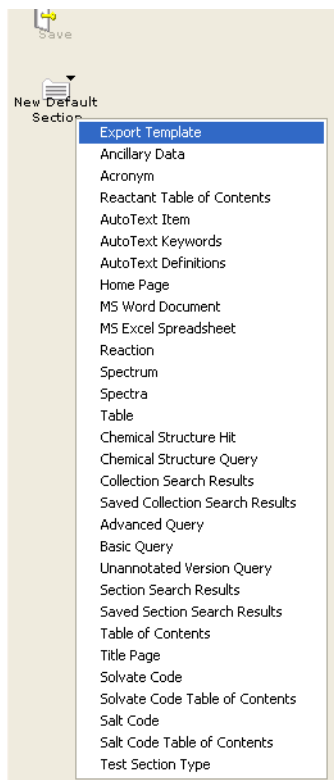 Save
New Default
Section
Export Template
Ancillary Data
Acronym
Reactant Table of Contents
AutoText Item
AutoText Keywords
AutoText Definitions
Home Page
MS Word Document
MS Excel Spreadsheet
Reaction
Spectrum
Spectra
Table
Chemical Structure Hit
Chemical Structure Query
Collection Search Results
Saved Collection Search Results
Advanced Query
Basic Query
Unannotated Version Query
Section Search Results
Saved Section Search Results
Table of Contents
Title Page
Solvate Code
Solvate Code Table of Contents
Salt Code
Salt Code Table of Contents
Test Section Type